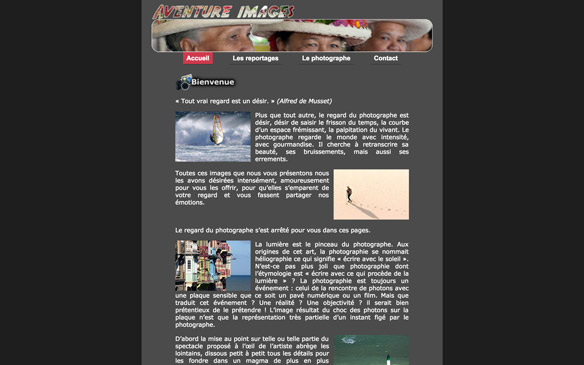 AVENTURE IMAGES
Accueil Les reportages Le photographe Contact
Bienvenue
« Tout vrai regard est un désir. » (Alfred de Musset)
Plus que tout autre, le regard du photographe est
désir, désir de saisir le frisson du temps, la courbe
d'un espace frémissant, la palpitation du vivant. Le
photographe regarde le monde avec intensité,
avec gourmandise. Il cherche à retranscrire sa
beauté, ses bruissements, mais aussi ses
errements.
Toutes ces images que nous vous présentons nous
les avons désirées intensément, amoureusement
pour vous les offrir, pour qu'elles s'emparent de
votre regard et vous fassent partager nos
émotions.
Le regard du photographe s'est arrêté pour vous dans ces pages.
La lumière est le pinceau du photographe. Aux
origines de cet art, la photographie se nommait
héliographie ce qui signifie « écrire avec le soleil ».
N'est-ce pas plus joli que photographie dont
l'étymologie est « écrire avec ce qui procède de la
lumière » ? La photographie est toujours un
événement : celui de la rencontre de photons avec
une plaque sensible que ce soit un pavé numérique ou un film. Mais que
traduit cet événement ? Une réalité ? Une objectivité ? il serait bien
prétentieux de le prétendre ! L'image résultat du choc des photons sur la
plaque n'est que la représentation très partielle d'un instant figé par le
photographe.
D'abord la mise au point sur telle ou telle partie du
spectacle proposé à l'œil de l'artiste abrège les
lointains, dissous petit à petit tous les détails pour
les fondre dans un magma de plus en plus